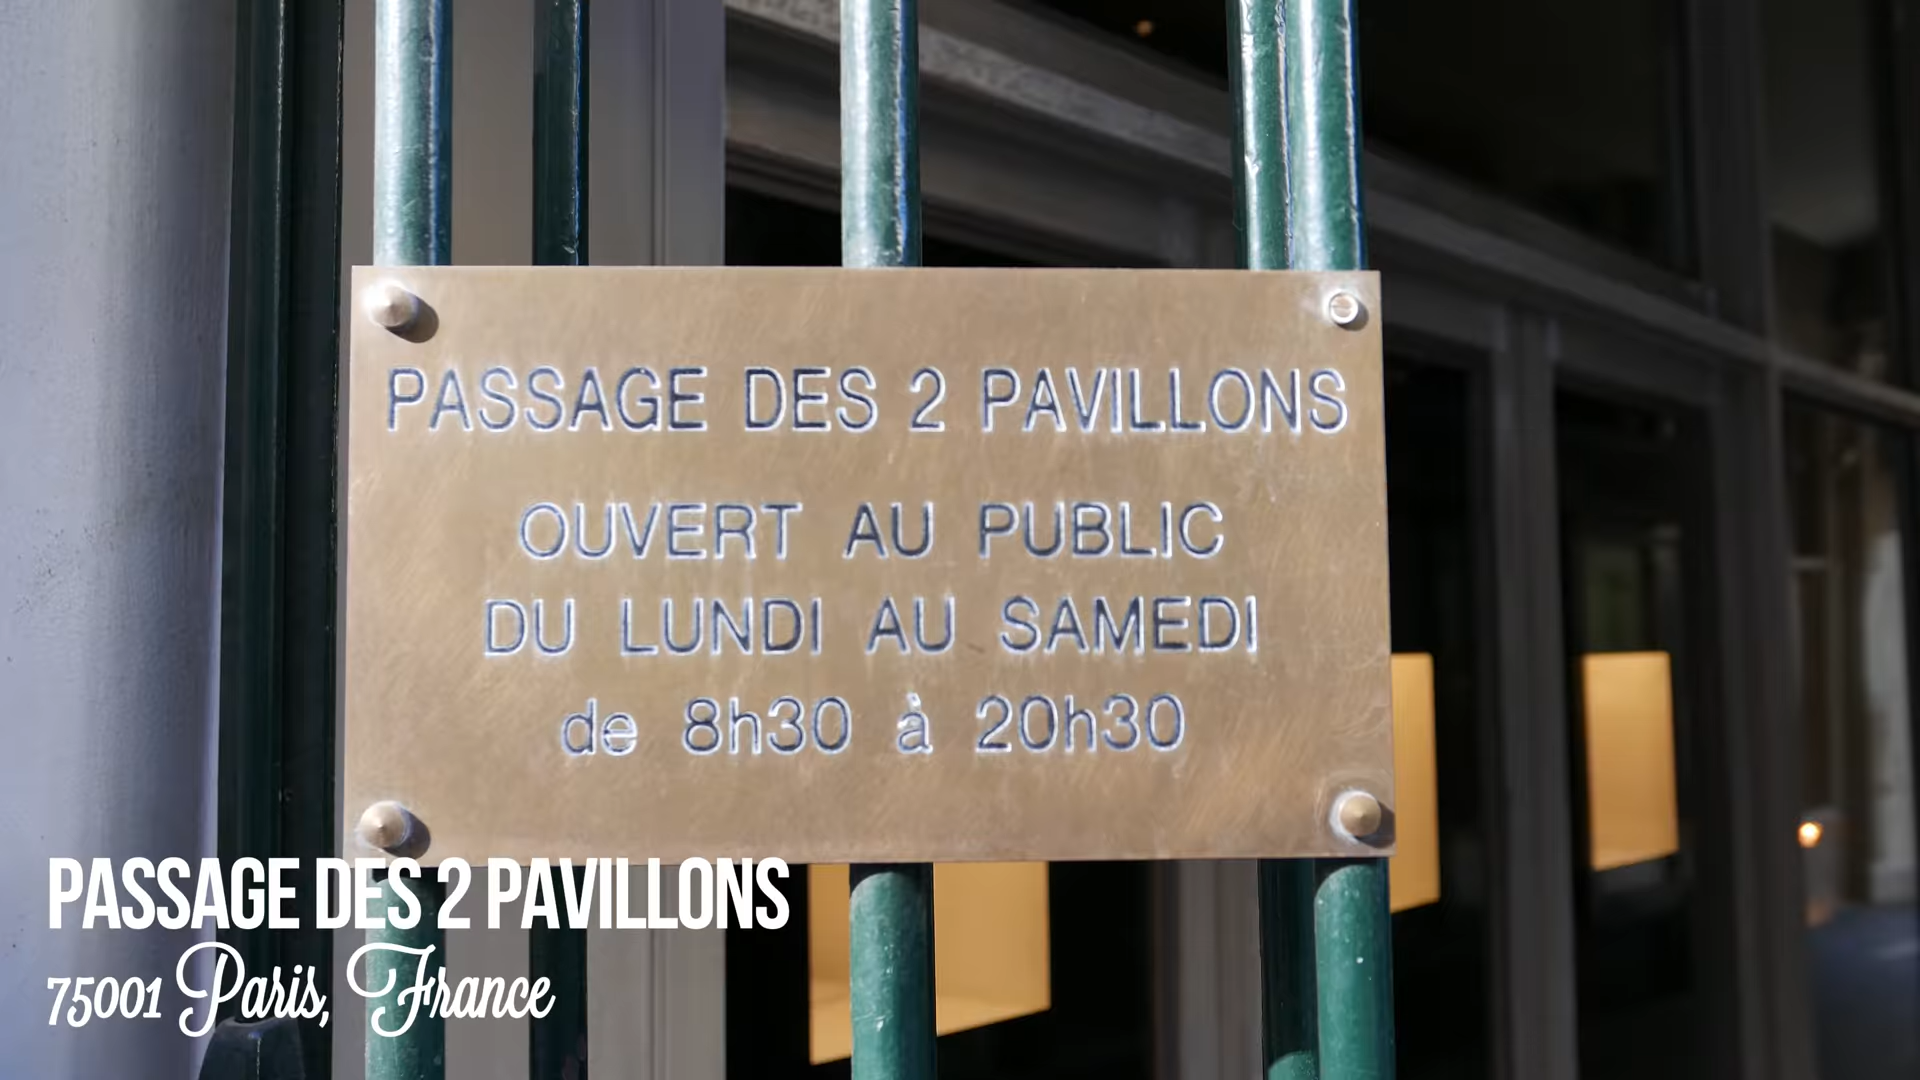 PASSAGE DES 2 PAVILLONS
OUVERT AU PUBLIC
DU LUNDI AU SAMEDI
de 8h30 à 20h30
PASSAGE DES 2 PAVILLONS
75001 Paris, France